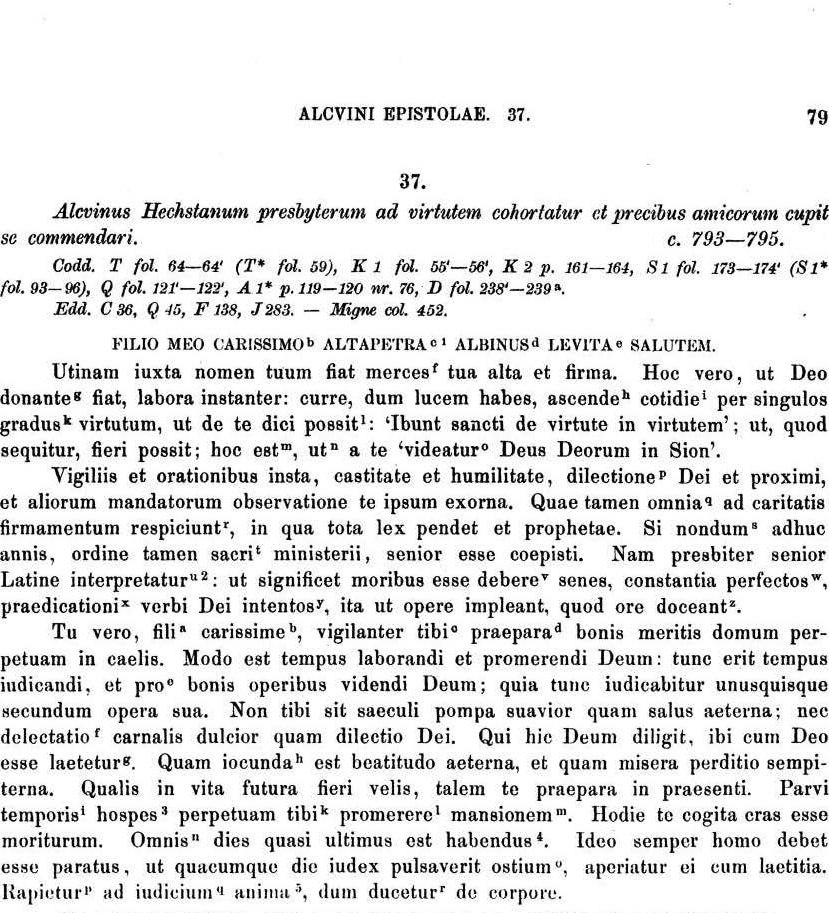 ALCVINI EPISTOLAE. 37. 79
37.
Alcvinus Hechstanum presbyterum ad virtutem cohortatur et precibus amicorum cupit
se commendari. c. 793—795.
Codd. T fol. 64—64' (T* fol. 59), K 1 fol. 55'—56', K 2 p. 161—164, S 1 fol. 173—174' (S 1*
fol. 93—96), Q fol. 121'—122', A 1* p. 119—120 nr. 76, D fol. 238'—239 a.
Edd. C 36, Q 45, F 138, J 283. — Migne col. 452.
FILIO MEO CARISSIMO b ALTAPETRA c 1 ALBINUS d LEVITA e SALUTEM.
Utinam iuxta nomen tuum fiat merces f tua alta et firma. Hoc vero, ut Deo
donante g fiat, labora instanter: curre, dum lucem habes, ascende h cotidie i per singulos
gradus k virtutum, ut de te dici possit l: ‘Ibunt sancti de virtute in virtutem’; ut, quod
sequitur, fieri possit; hoc est m, ut n a te ‘videatur o Deus Deorum in Sion’.
Vigiliis et orationibus insta, castitate et humilitate, dilectione p Dei et proximi,
et aliorum mandatorum observatione te ipsum exorna. Quae tamen omnia q ad caritatis
firmamentum respiciunt r, in qua tota lex pendet et prophetae. Si nondum s adhuc
annis, ordine tamen sacri t ministerii, senior esse coepisti. Nam presbiter senior
Latine interpretatur u 2: ut significet moribus esse debere v senes, constantia perfectos w,
praedicationi x verbi Dei intentos y, ita ut opere impleant, quod ore doceant z.
Tu vero, fili a carissime b, vigilanter tibi c praepara d bonis meritis domum per-
petuam in caelis. Modo est tempus laborandi et promerendi Deum: tunc erit tempus
iudicandi, et pro e bonis operibus videndi Deum; quia tunc iudicabitur unusquisque
secundum opera sua. Non tibi sit saeculi pompa suavior quam salus aeterna; nec
delectatio f carnalis dulcior quam dilectio Dei. Qui hic Deum diligit, ibi cum Deo
esse laetetur g. Quam iocunda h est beatitudo aeterna, et quam misera perditio sempi-
terna. Qualis in vita futura fieri velis, talem te praepara in praesenti. Parvi
temporis i hospes 3 perpetuam tibi k promerere l mansionem m. Hodie te cogita cras esse
moriturum. Omnis n dies quasi ultimus est habendus 4. Ideo semper homo debet
esse paratus, ut quacumque die iudex pulsaverit ostium o, aperiatur ei cum laetitia.
Rapietur p ad iudicium q anima 5, dum ducetur r de corpore.